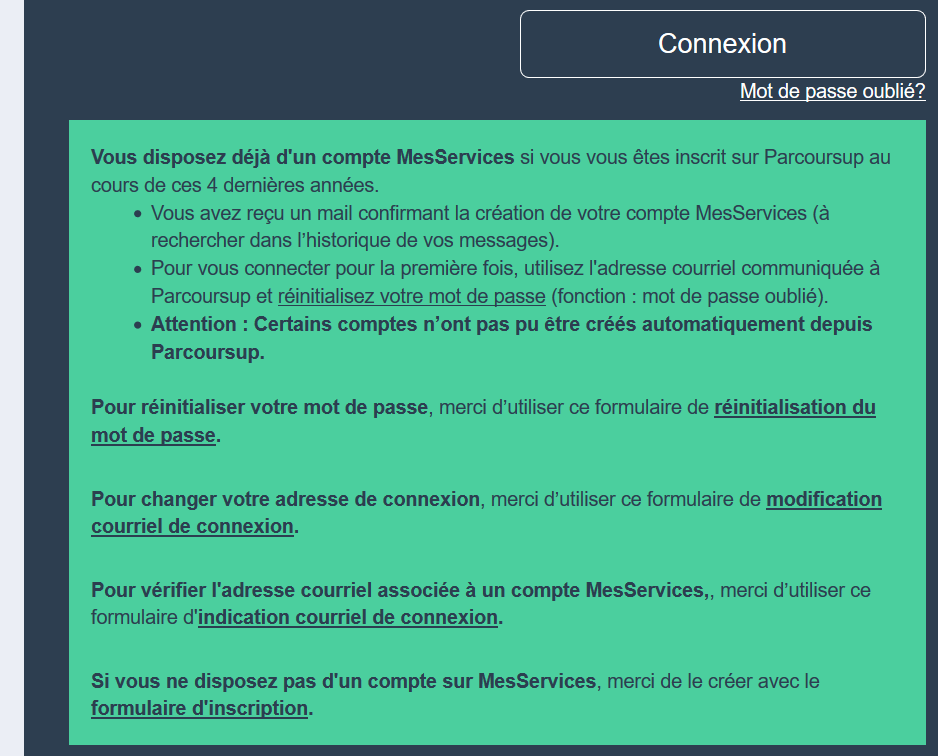 Connexion
Mot de passe oublié?
Vous disposez déjà d'un compte MesServices si vous vous êtes inscrit sur Parcoursup au
cours de ces 4 dernières années.
• Vous avez reçu un mail confirmant la création de votre compte MesServices (à
rechercher dans l’historique de vos messages).
• Pour vous connecter pour la première fois, utilisez l'adresse courriel communiquée à
Parcoursup et réinitialisez votre mot de passe (fonction : mot de passe oublié).
• Attention : Certains comptes n’ont pas pu être créés automatiquement depuis
Parcoursup.
Pour réinitialiser votre mot de passe, merci d’utiliser ce formulaire de réinitialisation du
mot de passe.
Pour changer votre adresse de connexion, merci d’utiliser ce formulaire de modification
courriel de connexion.
Pour vérifier l'adresse courriel associée à un compte MesServices,, merci d’utiliser ce
formulaire d'indication courriel de connexion.
Si vous ne disposez pas d'un compte sur MesServices, merci de le créer avec le
formulaire d'inscription.